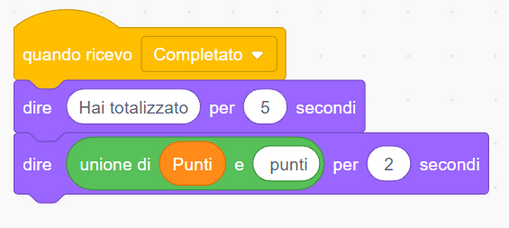 quando ricevo Completato
dire Hai totalizzato per 5 secondi
dire unione di Punti e punti per 2 secondi